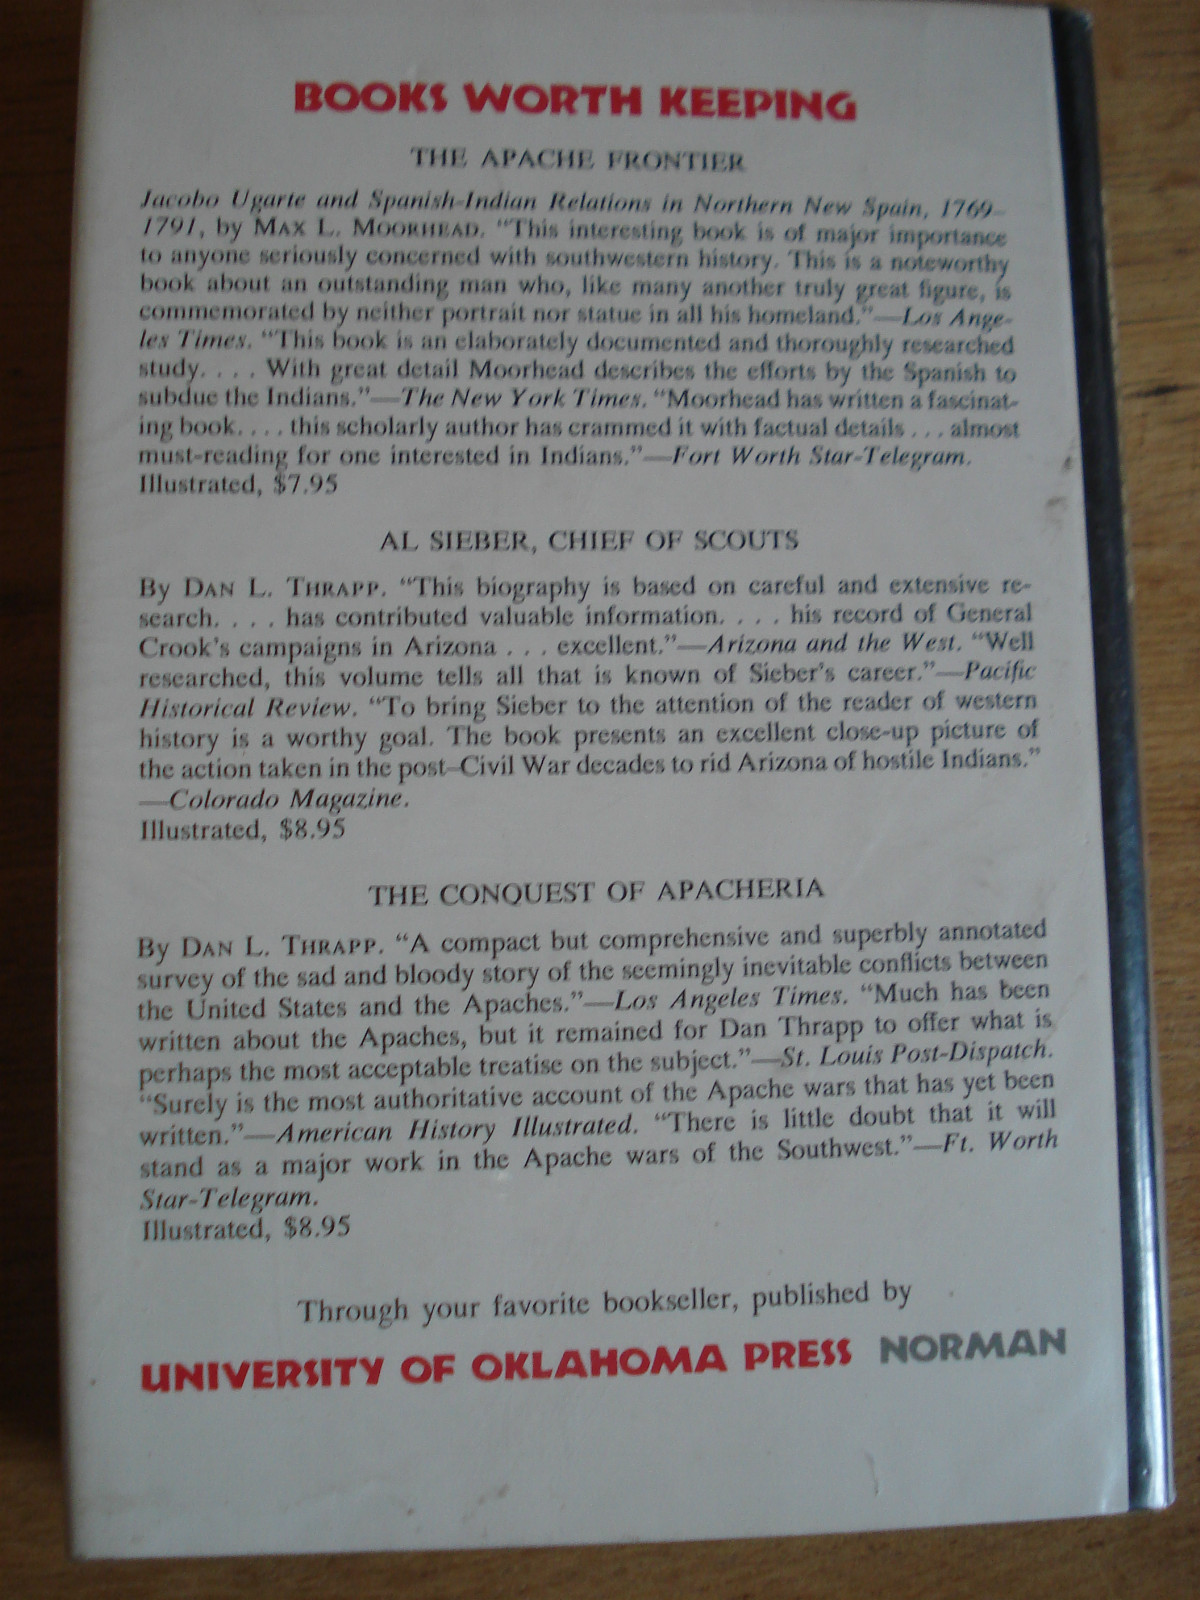 BOOKS WORTH KEEPING
THE APACHE FRONTIER
Jacobo Ugarte and Spanish-Indian Relations in Northern New Spain, 1769–
1791, by MAX L. MOORHEAD. “This interesting book is of major importance
to anyone seriously concerned with southwestern history. This is a noteworthy
book about an outstanding man who, like many another truly great figure, is
commemorated by neither portrait nor statue in all his homeland.”—Los Ange-
les Times. “This book is an elaborately documented and thoroughly researched
study. . . . With great detail Moorhead describes the efforts by the Spanish to
subdue the Indians.”—The New York Times. “Moorhead has written a fascinat-
ing book. . . . this scholarly author has crammed it with factual details . . . almost
must-reading for one interested in Indians.”—Fort Worth Star-Telegram.
Illustrated, $7.95
AL SIEBER, CHIEF OF SCOUTS
By DAN L. THRAPP. “This biography is based on careful and extensive re-
search. . . . has contributed valuable information. . . . his record of General
Crook’s campaigns in Arizona . . . excellent.”—Arizona and the West. “Well
researched, this volume tells all that is known of Sieber’s career.”—Pacific
Historical Review. “To bring Sieber to the attention of the reader of western
history is a worthy goal. The book presents an excellent close-up picture of
the action taken in the post–Civil War decades to rid Arizona of hostile Indians.”
—Colorado Magazine.
Illustrated, $8.95
THE CONQUEST OF APACHERIA
By DAN L. THRAPP. “A compact but comprehensive and superbly annotated
survey of the sad and bloody story of the seemingly inevitable conflicts between
the United States and the Apaches.”—Los Angeles Times. “Much has been
written about the Apaches, but it remained for Dan Thrapp to offer what is
perhaps the most acceptable treatise on the subject.”—St. Louis Post-Dispatch.
“Surely is the most authoritative account of the Apache wars that has yet been
written.”—American History Illustrated. “There is little doubt that it will
stand as a major work in the Apache wars of the Southwest.”—Ft. Worth
Star-Telegram.
Illustrated, $8.95
Through your favorite bookseller, published by
UNIVERSITY OF OKLAHOMA PRESS NORMAN